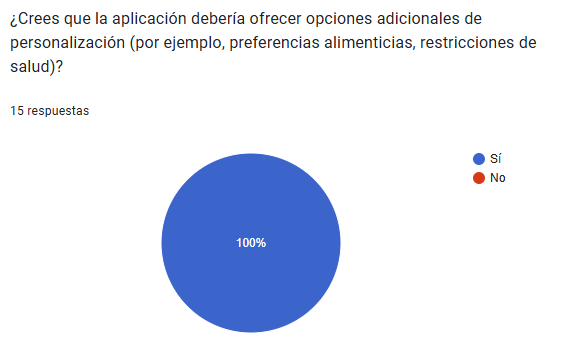 ¿Crees que la aplicación debería ofrecer opciones adicionales de
personalización (por ejemplo, preferencias alimenticias, restricciones de
salud)?
15 respuestas
Sí
No
100%